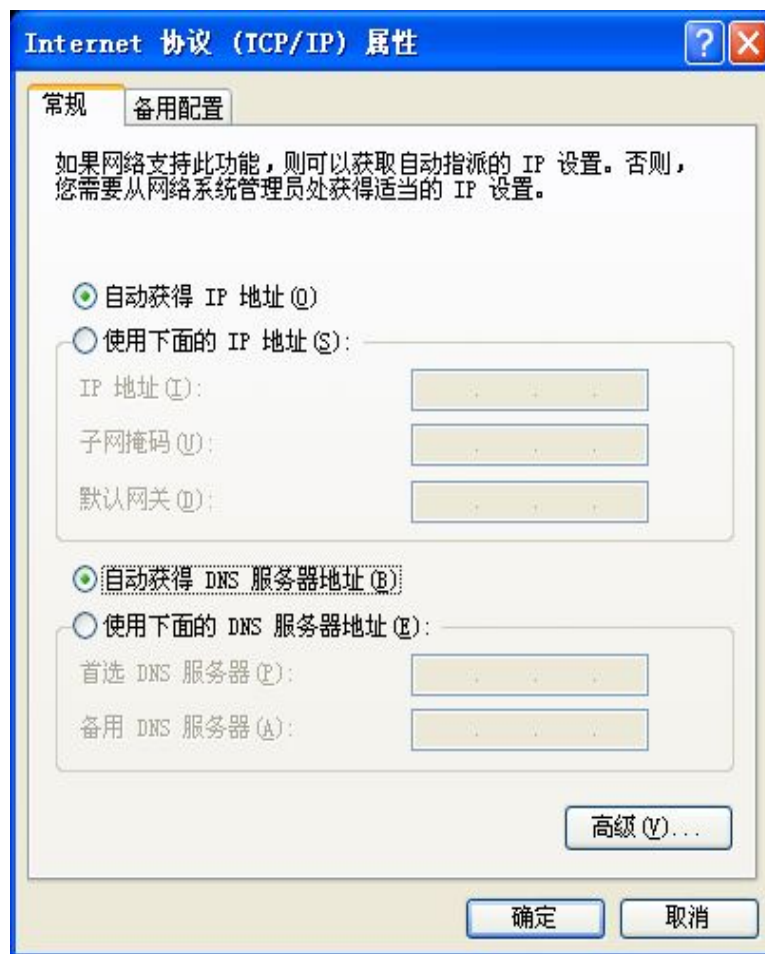 Internet 协议 (TCP/IP) 属性
常规
备用配置
如果网络支持此功能，则可以获取自动指派的 IP 设置。否则，
您需要从网络系统管理员处获得适当的 IP 设置。
自动获得 IP 地址(O)
使用下面的 IP 地址(S):
IP 地址(I):
子网掩码(U):
默认网关(D):
自动获得 DNS 服务器地址(B)
使用下面的 DNS 服务器地址(E):
首选 DNS 服务器(P):
备用 DNS 服务器(A):
高级(V)...
确定
取消